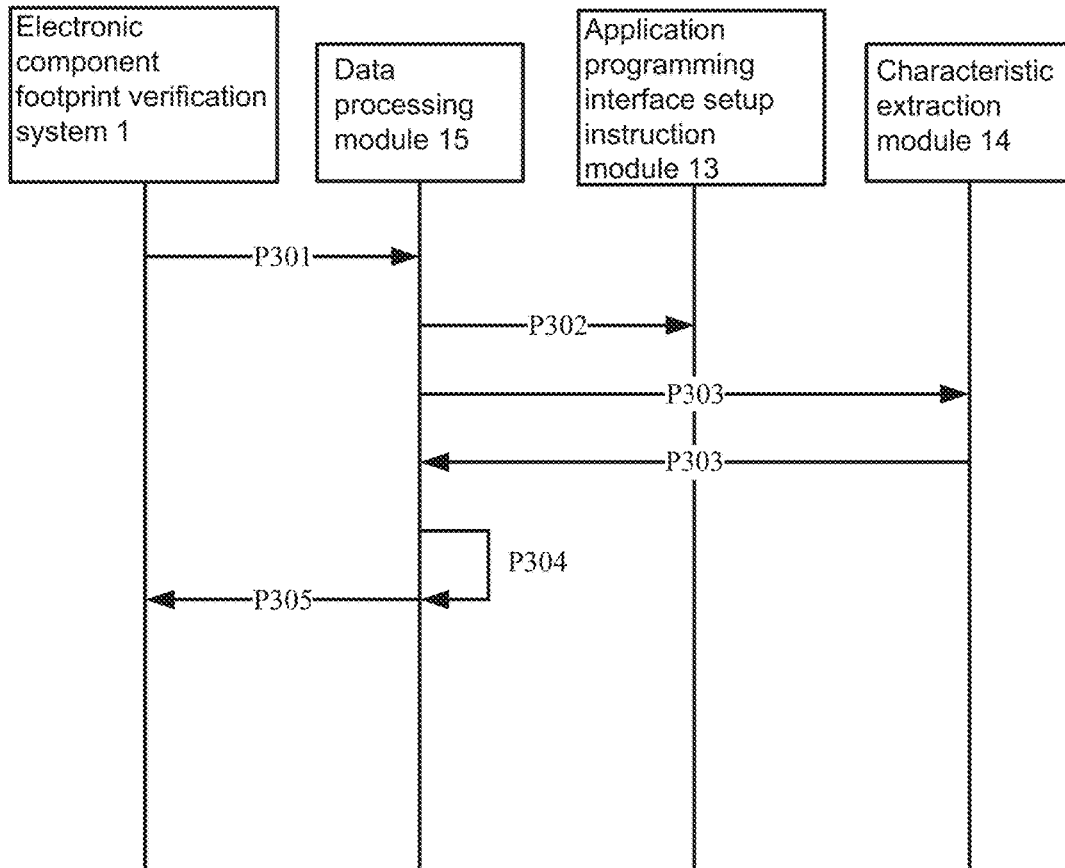 Electronic
component
footprint verification
system 1
Data
processing
module 15
Application
programming
interface setup
instruction
module 13
Characteristic
extraction
module 14
P301
P302
P303
P303
P304
P305